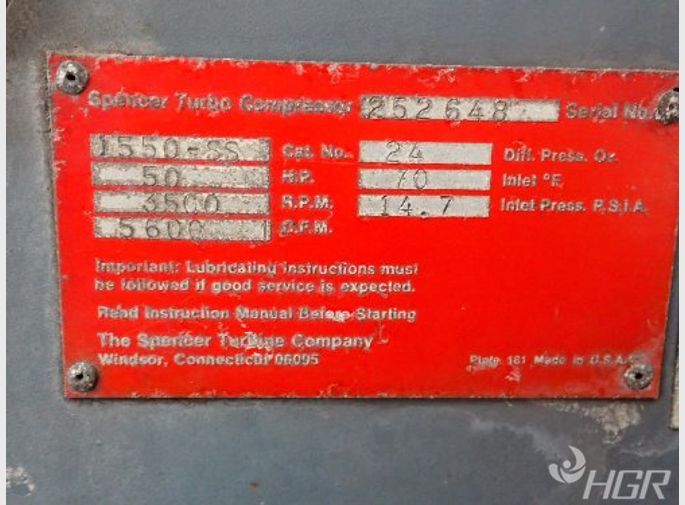 Spencer Turbo Compressor 252648 Serial No.
1550-SS Cat. No. 24 Diff. Press. Oz.
50 H.P. 70 Inlet °F.
3500 R.P.M. 14.7 Inlet Press. P.S.I.A.
5600 C.F.M.
Important: Lubricating instructions must
be followed if good service is expected.
Read Instruction Manual Before Starting
The Spencer Turbine Company
Windsor, Connecticut 06095
Plate 161 Made in U.S.A.
HGR